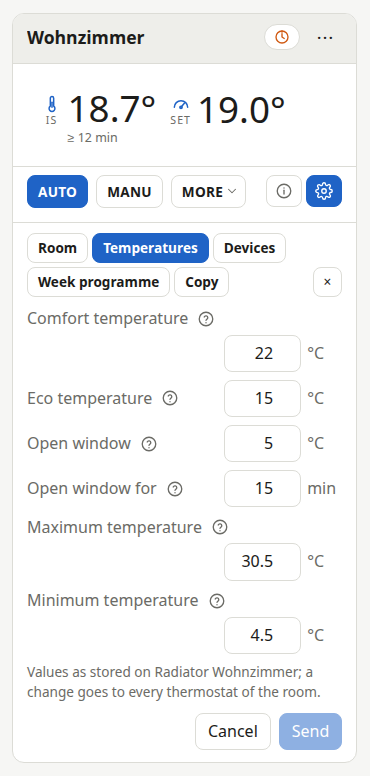 Wohnzimmer
IS 18.7° SET 19.0°
≥ 12 min
AUTO MANU MORE
Room Temperatures Devices
Week programme Copy ×
Comfort temperature ?
22 °C
Eco temperature ? 15 °C
Open window ? 5 °C
Open window for ? 15 min
Maximum temperature ?
30.5 °C
Minimum temperature ?
4.5 °C
Values as stored on Radiator Wohnzimmer; a
change goes to every thermostat of the room.
Cancel Send